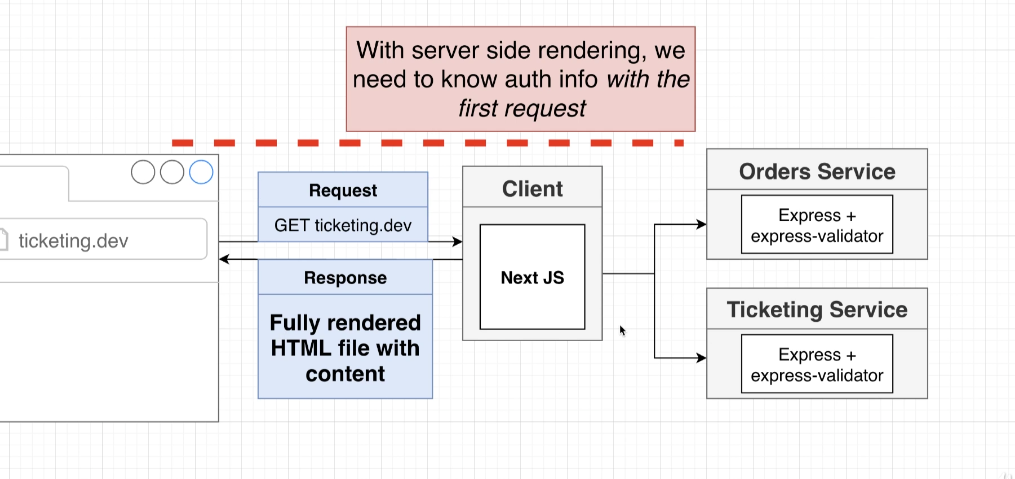 With server side rendering, we
need to know auth info with the
first request
ticketing.dev
Request
GET ticketing.dev
Response
Fully rendered
HTML file with
content
Client
Next JS
Orders Service
Express +
express-validator
Ticketing Service
Express +
express-validator